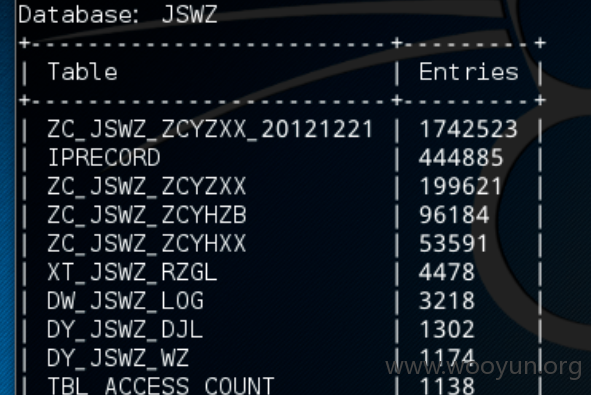 Database: JSWZ
+---------------------------+---------+
| Table | Entries |
+---------------------------+---------+
| ZC_JSWZ_ZCYZXX_20121221 | 1742523 |
| IPRECORD | 444885 |
| ZC_JSWZ_ZCYZXX | 199621 |
| ZC_JSWZ_ZCYHZB | 96184 |
| ZC_JSWZ_ZCYHXX | 53591 |
| XT_JSWZ_RZGL | 4478 |
| DW_JSWZ_LOG | 3218 |
| DY_JSWZ_DJL | 1302 |
| DY_JSWZ_WZ | 1174 |
| TBL_ACCESS_COUNT | 1138 |
www.wooyun.org